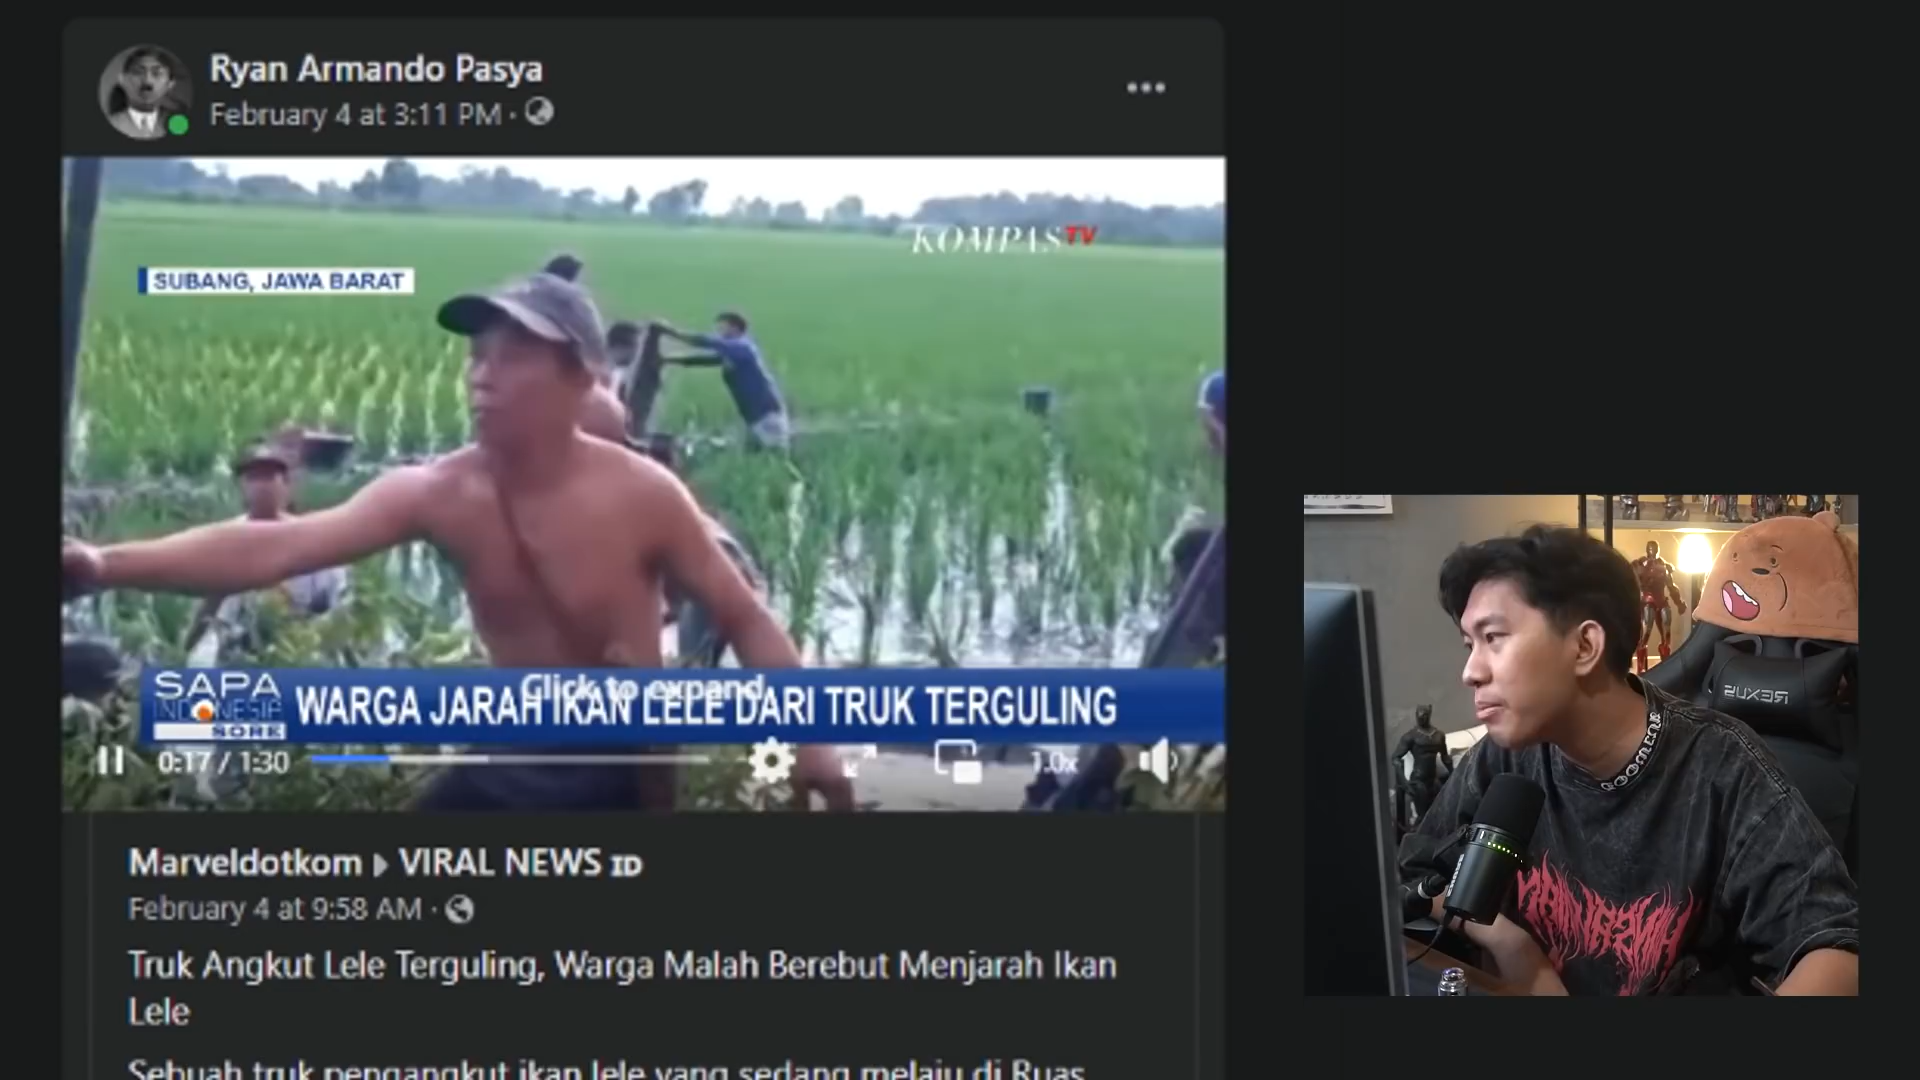 Ryan Armando Pasya
February 4 at 3:11 PM ·
KOMPASTV
SUBANG, JAWA BARAT
Click to expand
SAPA
INDONESIA
SORE
WARGA JARAH IKAN LELE DARI TRUK TERGULING
0:17 / 1:30
1.0x
Marveldotkom ▸ VIRAL NEWS ID
February 4 at 9:58 AM ·
Truk Angkut Lele Terguling, Warga Malah Berebut Menjarah Ikan
Lele
Sebuah truk pengangkut ikan lele yang sedang melaju di Ruas
REXUS